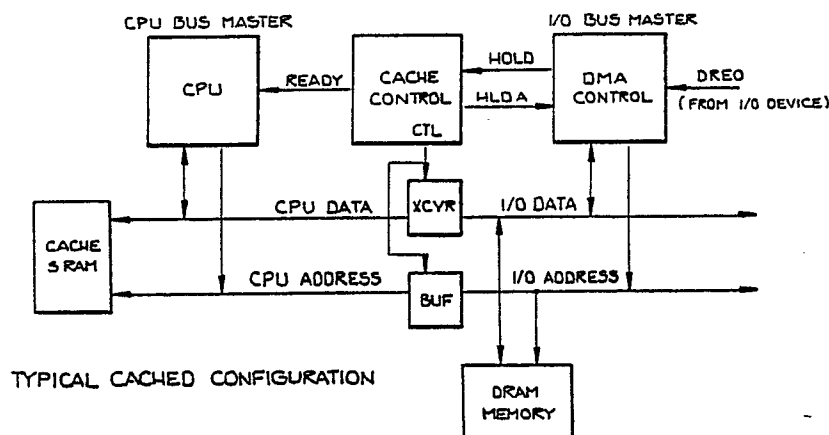 CPU BUS MASTER
I/O BUS MASTER
CPU
READY
CACHE
CONTROL
CTL
HOLD
HLDA
DMA
CONTROL
DREQ
(FROM I/O DEVICE)
XCYR
CPU DATA
I/O DATA
CACHE
SRAM
CPU ADDRESS
I/O ADDRESS
BUF
TYPICAL CACHED CONFIGURATION
DRAM
MEMORY